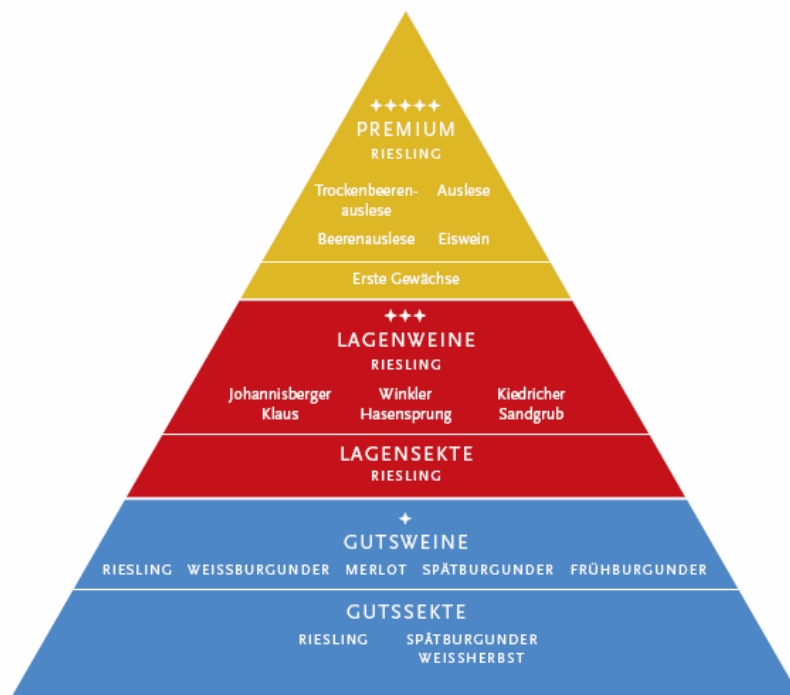 PREMIUM
RIESLING
Trockenbeeren- Auslese
auslese
Beerenauslese Eiswein
Erste Gewächse
LAGENWEINE
RIESLING
Johannisberger Winkler Kiedricher
Klaus Hasensprung Sandgrub
LAGENSEKTE
RIESLING
GUTSWEINE
RIESLING WEISSBURGUNDER MERLOT SPÄTBURGUNDER FRÜHBURGUNDER
GUTSSEKTE
RIESLING SPÄTBURGUNDER
WEISSHERBST